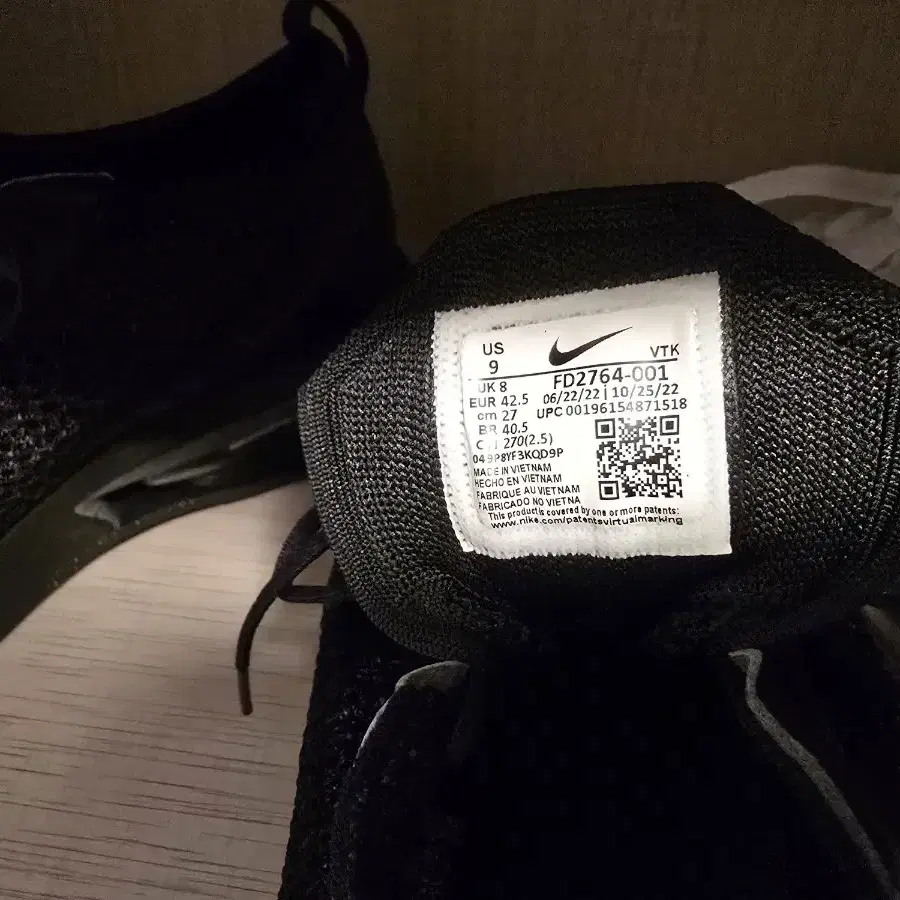 US
9
VTK
UK 8
FD2764-001
EUR 42.5
06/22/22 | 10/25/22
cm 27
UPC 00196154871518
BR 40.5
270(2.5)
049P8YF3KQD9P
MADE IN VIETNAM
HECHO EN VIETNAM
FABRIQUE AU VIETNAM
FABRICADO NO VIETNA
This product is covered by one or more patents:
www.nike.com/patentsvirtualmarking